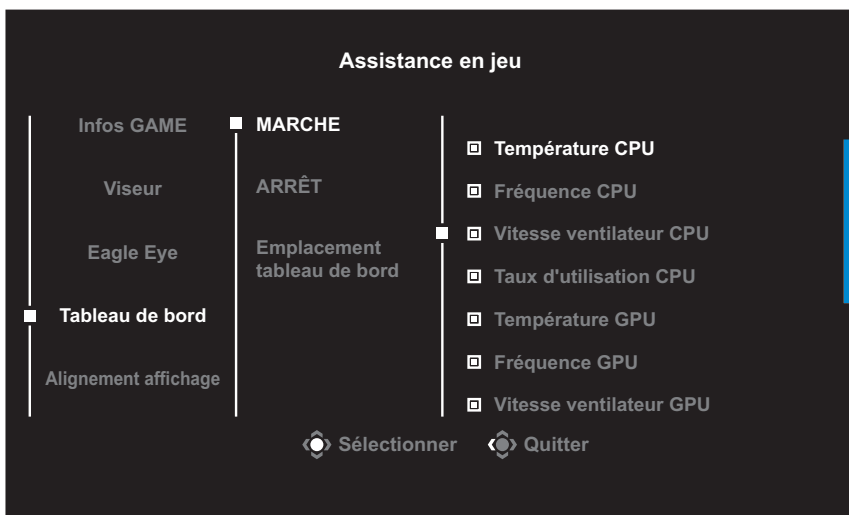 Assistance en jeu
Infos GAME
Viseur
Eagle Eye
Tableau de bord
Alignement affichage
MARCHE
ARRÊT
Emplacement
tableau de bord
Température CPU
Fréquence CPU
Vitesse ventilateur CPU
Taux d'utilisation CPU
Température GPU
Fréquence GPU
Vitesse ventilateur GPU
Sélectionner
Quitter